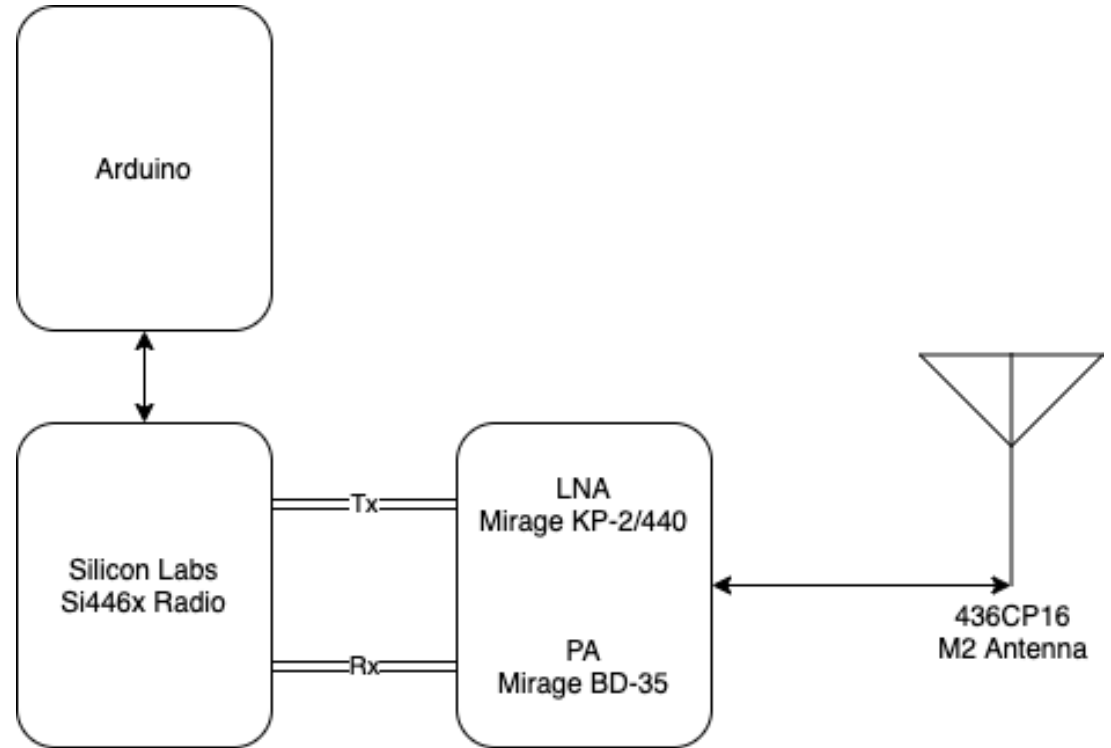 Arduino
Silicon Labs
Si446x Radio
Tx
Rx
LNA
Mirage KP-2/440
PA
Mirage BD-35
436CP16
M2 Antenna